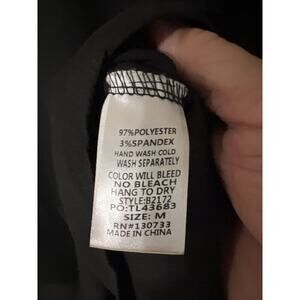 97%POLYESTER
3%SPANDEX
HAND WASH COLD
WASH SEPARATELY
COLOR WILL BLEED
NO BLEACH
HANG TO DRY
STYLE:B2172
PO:TL43683
SIZE: M
RN#130733
MADE IN CHINA